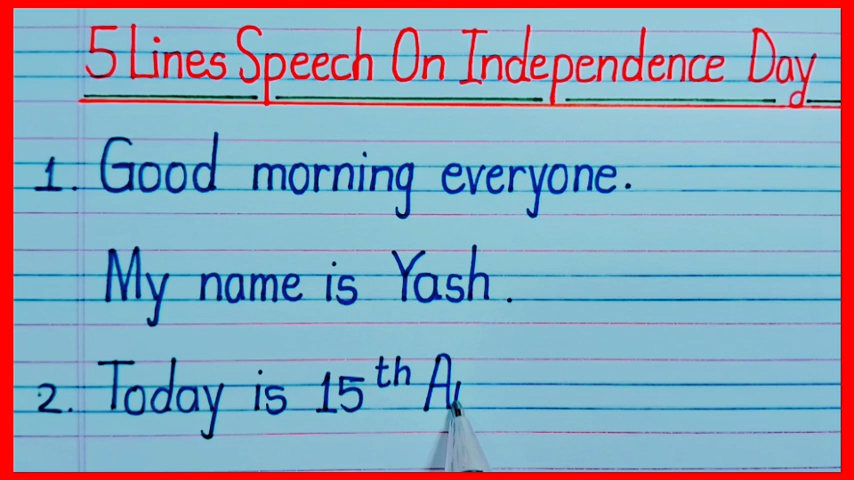 5 Lines Speech On Independence Day
1. Good morning everyone.
My name is Yash.
2. Today is 15th A